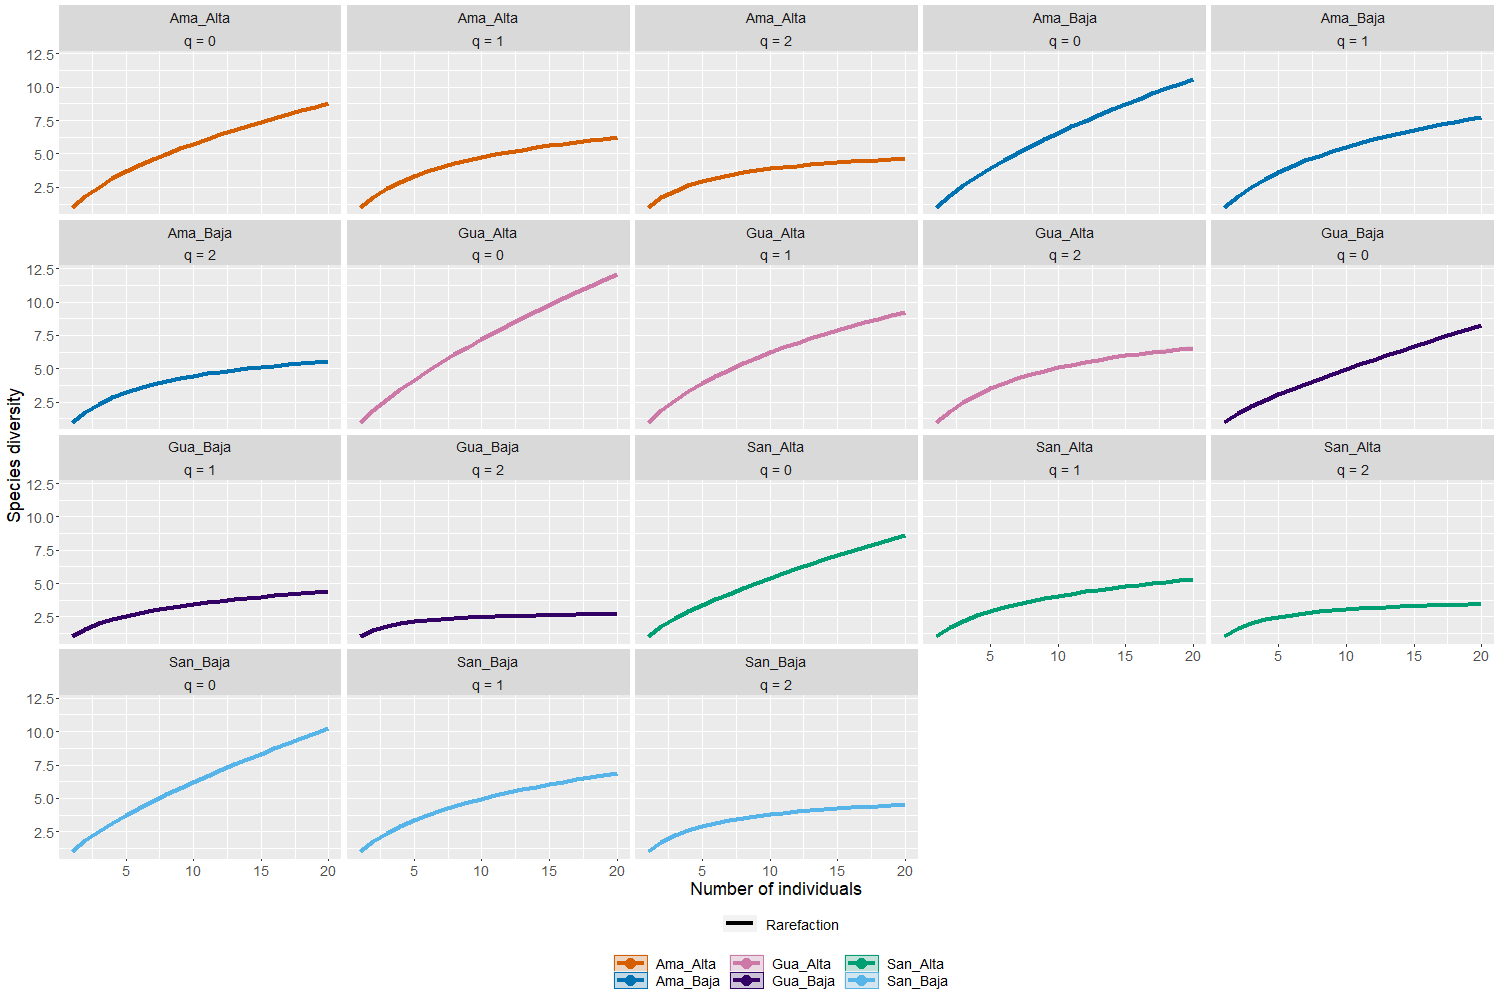 Ama_Alta Ama_Alta Ama_Alta Ama_Baja Ama_Baja
q = 0 q = 1 q = 2 q = 0 q = 1
12.5
10.0
7.5
5.0
2.5
Ama_Baja Gua_Alta Gua_Alta Gua_Alta Gua_Baja
q = 2 q = 0 q = 1 q = 2 q = 0
12.5
10.0
7.5
5.0
2.5
Species diversity
Gua_Baja Gua_Baja San_Alta San_Alta San_Alta
q = 1 q = 2 q = 0 q = 1 q = 2
12.5
10.0
7.5
5.0
2.5
5 10 15 20 5 10 15 20
San_Baja San_Baja San_Baja
q = 0 q = 1 q = 2
12.5
10.0
7.5
5.0
2.5
5 10 15 20 5 10 15 20 5 10 15 20
Number of individuals
Rarefaction
Ama_Alta Gua_Alta San_Alta
Ama_Baja Gua_Baja San_Baja